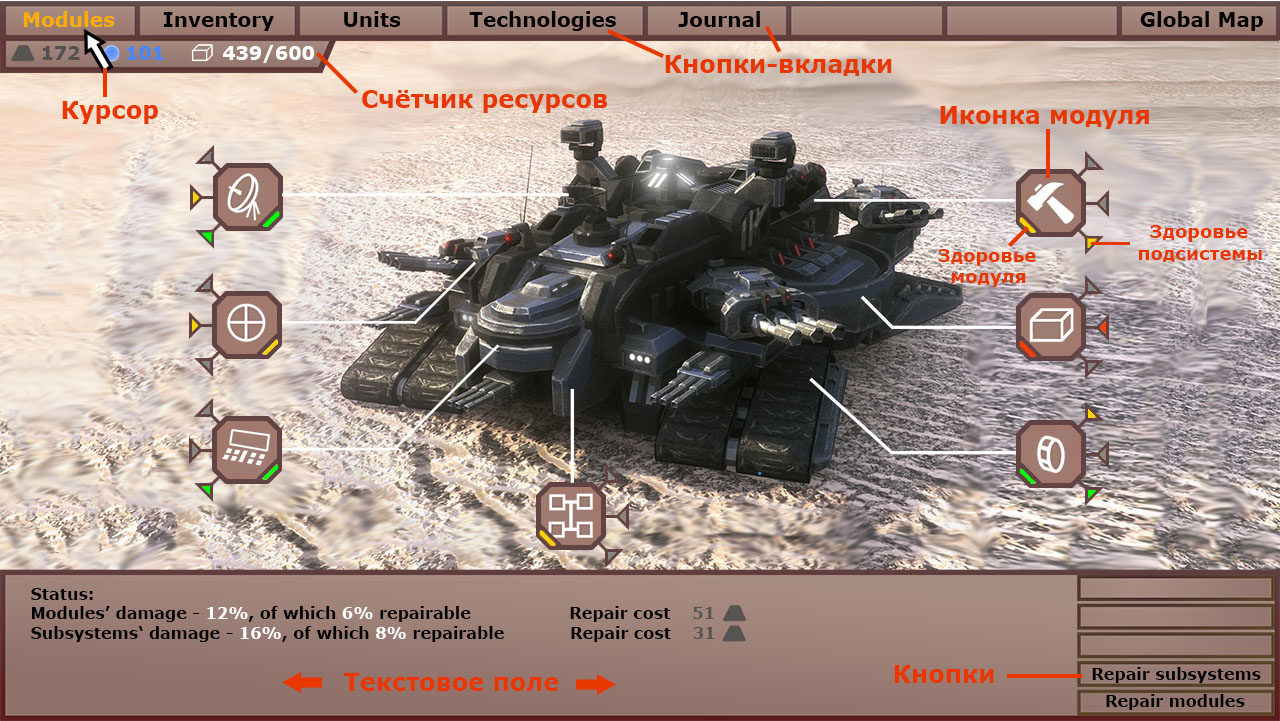 Modules
Inventory
Units
Technologies
Journal
Global Map
172
101
439/600
Кнопки-вкладки
Курсор
Счётчик ресурсов
Иконка модуля
Здоровье
модуля
Здоровье
подсистемы
Status:
Modules’ damage - 12%, of which 6% repairable
Repair cost 51
Subsystems‘ damage - 16%, of which 8% repairable
Repair cost 31
Текстовое поле
Кнопки
Repair subsystems
Repair modules